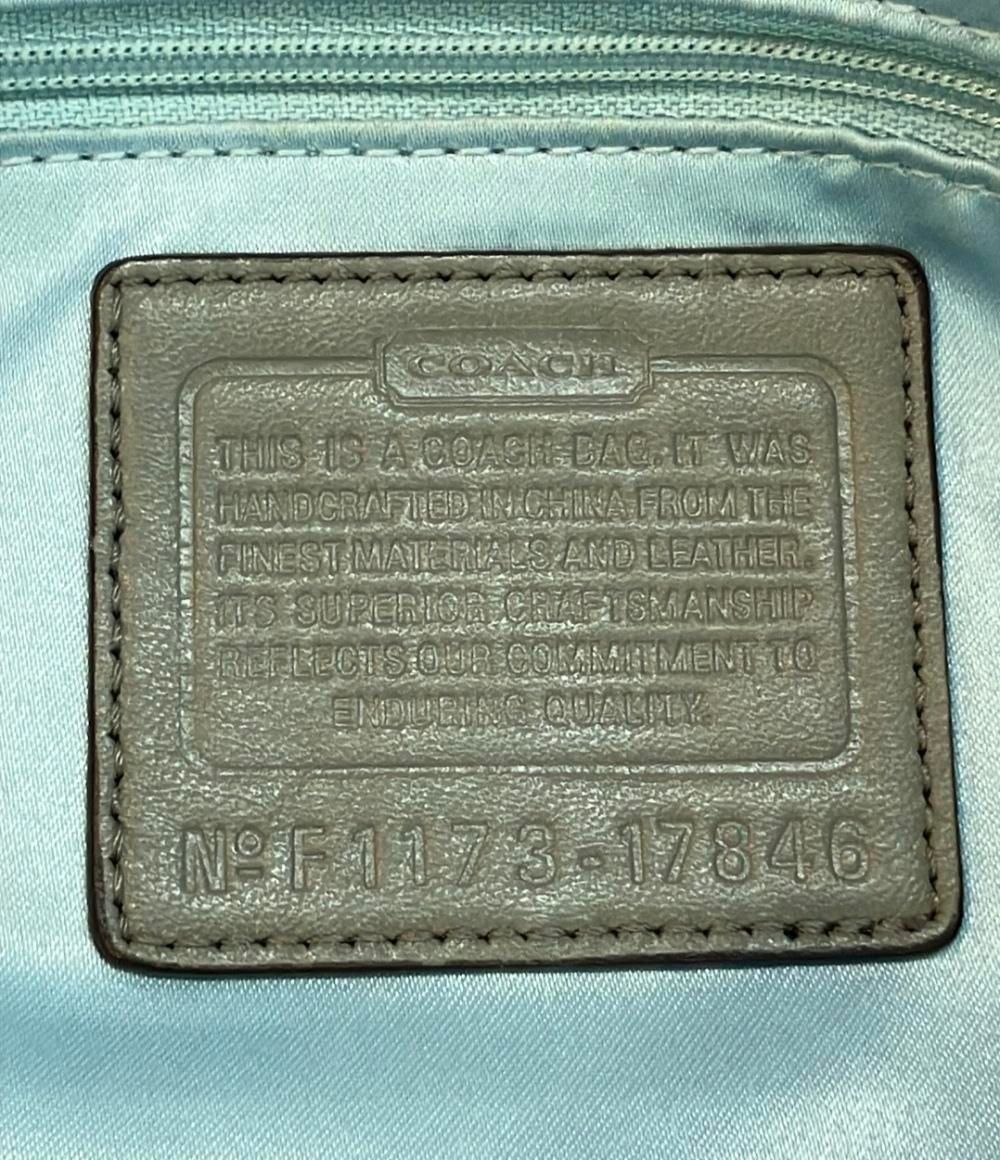 COACH
THIS IS A COACH BAG. IT WAS
HANDCRAFTED IN CHINA FROM THE
FINEST MATERIALS AND LEATHER.
ITS SUPERIOR CRAFTSMANSHIP
REFLECTS OUR COMMITMENT TO
ENDURING QUALITY.
Nº F1173-17846